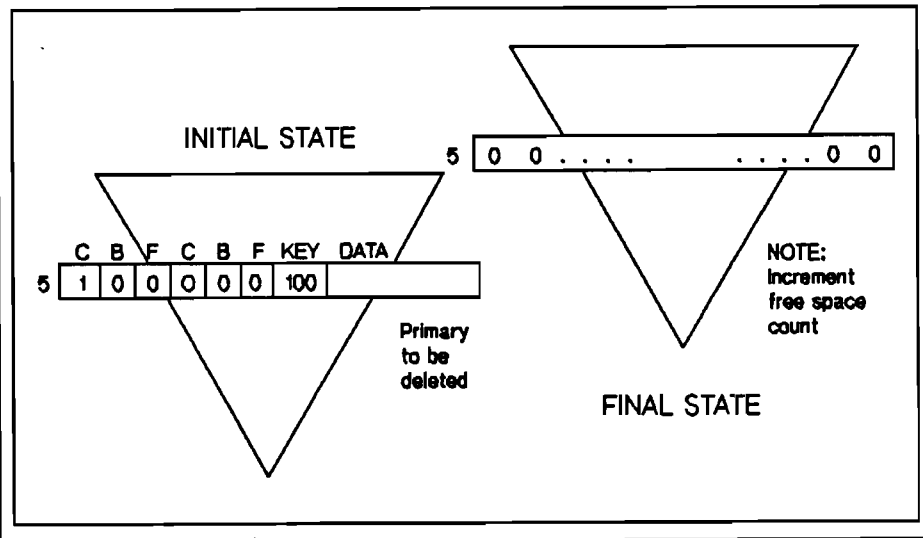 INITIAL STATE
C B F C B F KEY DATA
5 1 0 0 0 0 0 100
Primary
to be
deleted
5 0 0 . . . . . . . . 0 0
NOTE:
Increment
free space
count
FINAL STATE